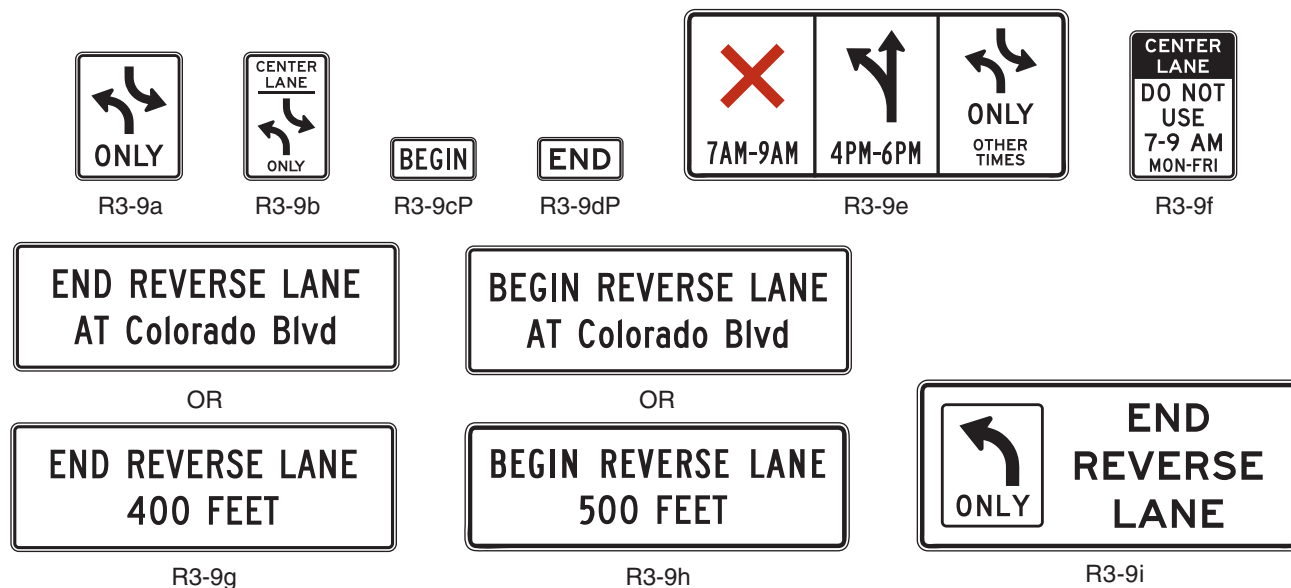 ONLY
R3-9a
CENTER
LANE
ONLY
R3-9b
BEGIN
R3-9cP
END
R3-9dP
7AM-9AM
4PM-6PM
ONLY
OTHER
TIMES
R3-9e
CENTER
LANE
DO NOT
USE
7-9 AM
MON-FRI
R3-9f
END REVERSE LANE
AT Colorado Blvd
OR
END REVERSE LANE
400 FEET
R3-9g
BEGIN REVERSE LANE
AT Colorado Blvd
OR
BEGIN REVERSE LANE
500 FEET
R3-9h
ONLY
END
REVERSE
LANE
R3-9i